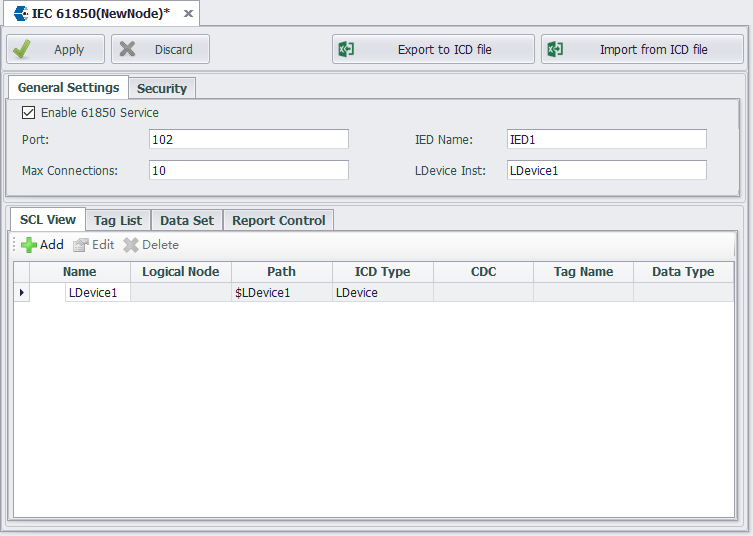 IEC 61850(NewNode)*
Apply Discard Export to ICD file Import from ICD file
General Settings Security
Enable 61850 Service
Port: 102 IED Name: IED1
Max Connections: 10 LDevice Inst: LDevice1
SCL View Tag List Data Set Report Control
Add Edit Delete
Name Logical Node Path ICD Type CDC Tag Name Data Type
LDevice1 $LDevice1 LDevice